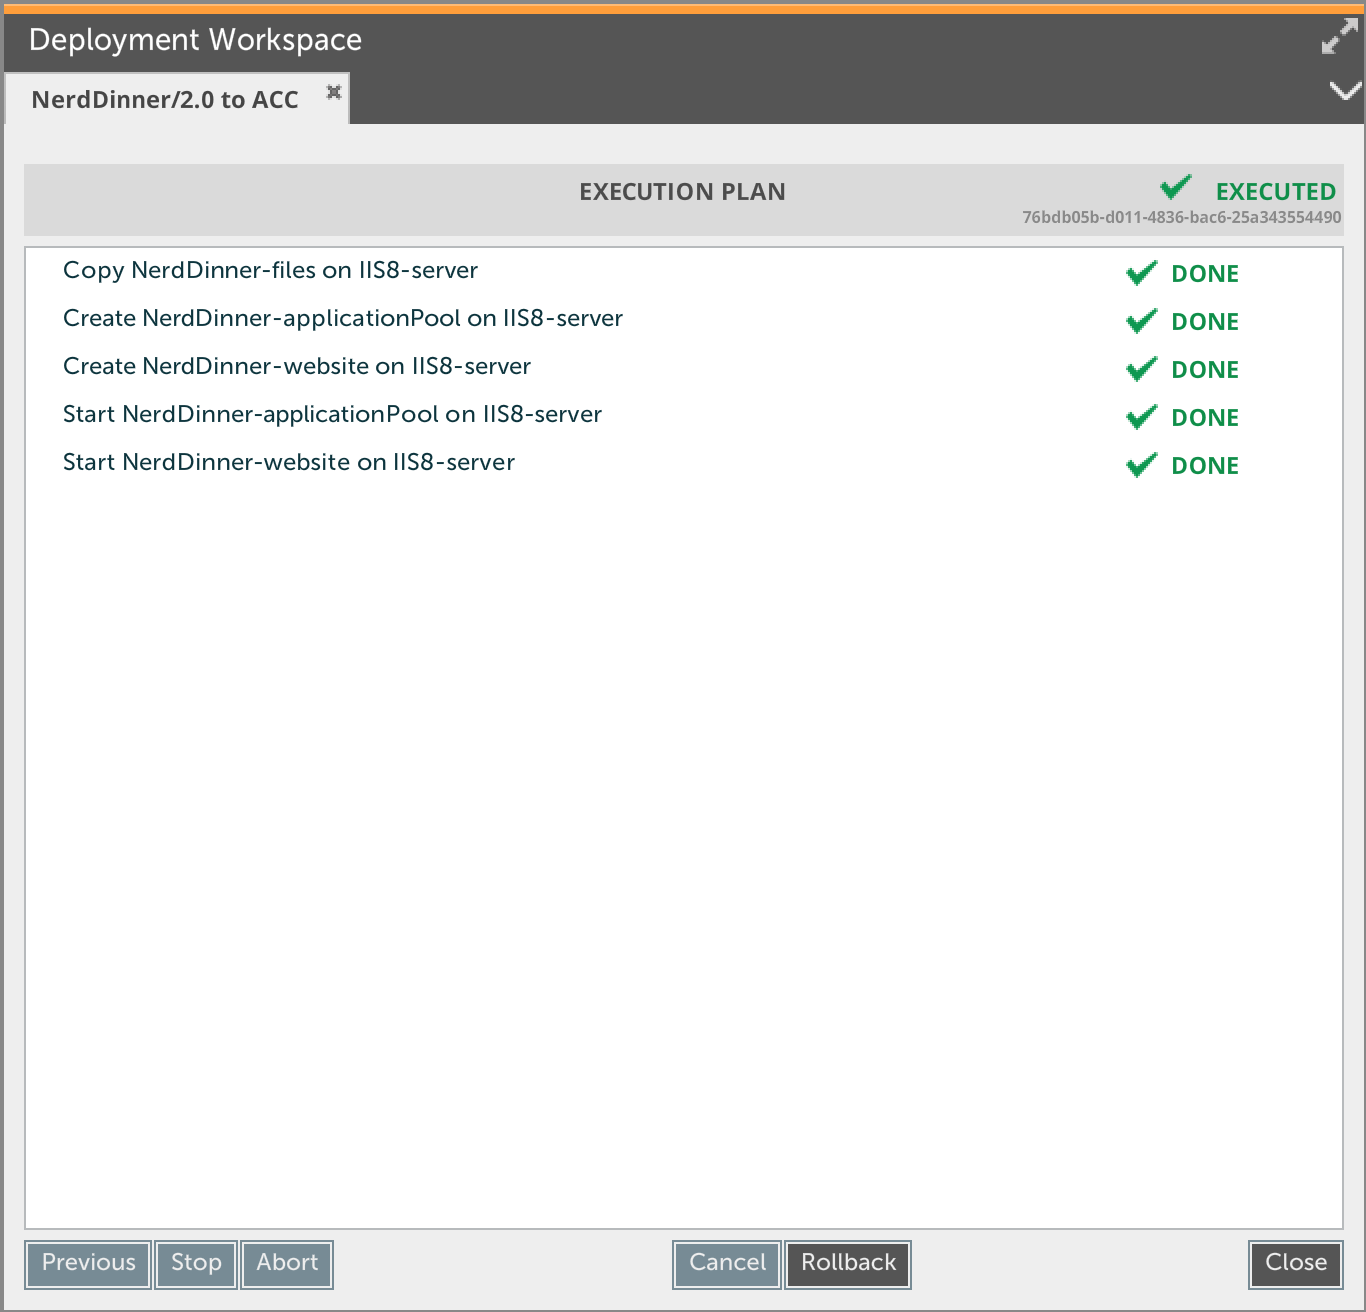 Deployment Workspace
NerdDinner/2.0 to ACC
EXECUTION PLAN
EXECUTED
76bdb05b-d011-4836-bac6-25a343554490
Copy NerdDinner-files on IIS8-server DONE
Create NerdDinner-applicationPool on IIS8-server DONE
Create NerdDinner-website on IIS8-server DONE
Start NerdDinner-applicationPool on IIS8-server DONE
Start NerdDinner-website on IIS8-server DONE
Previous Stop Abort Cancel Rollback Close